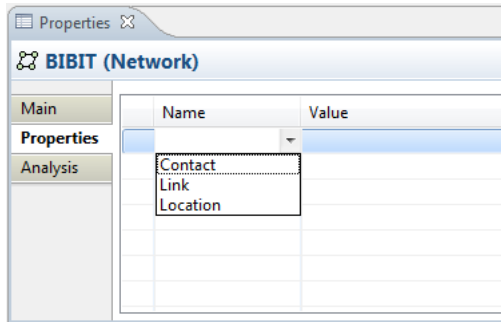 Properties
BIBIT (Network)
Main
Name Value
Properties
Analysis
Contact
Link
Location